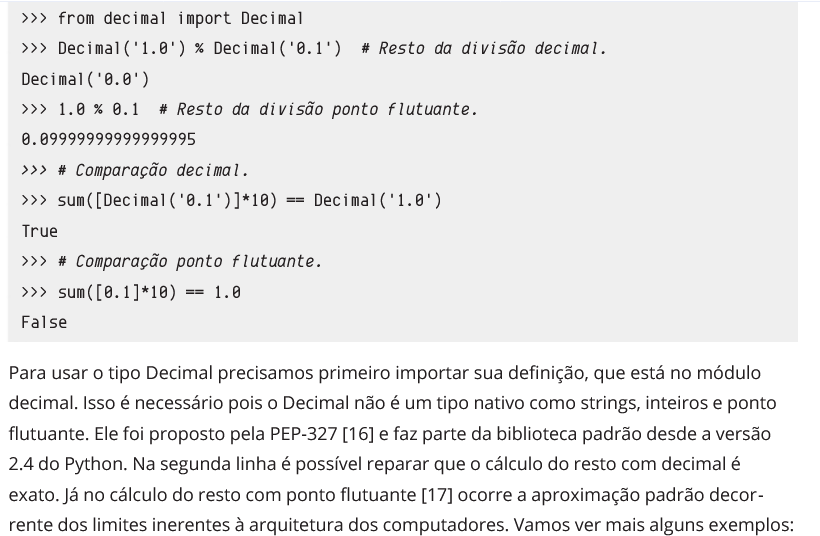 >>> from decimal import Decimal
>>> Decimal('1.0') % Decimal('0.1')  # Resto da divisão decimal.
Decimal('0.0')
>>> 1.0 % 0.1  # Resto da divisão ponto flutuante.
0.09999999999999995
>>> # Comparação decimal.
>>> sum([Decimal('0.1')]*10) == Decimal('1.0')
True
>>> # Comparação ponto flutuante.
>>> sum([0.1]*10) == 1.0
False
Para usar o tipo Decimal precisamos primeiro importar sua definição, que está no módulo
decimal. Isso é necessário pois o Decimal não é um tipo nativo como strings, inteiros e ponto
flutuante. Ele foi proposto pela PEP-327 [16] e faz parte da biblioteca padrão desde a versão
2.4 do Python. Na segunda linha é possível reparar que o cálculo do resto com decimal é
exato. Já no cálculo do resto com ponto flutuante [17] ocorre a aproximação padrão decor-
rente dos limites inerentes à arquitetura dos computadores. Vamos ver mais alguns exemplos: